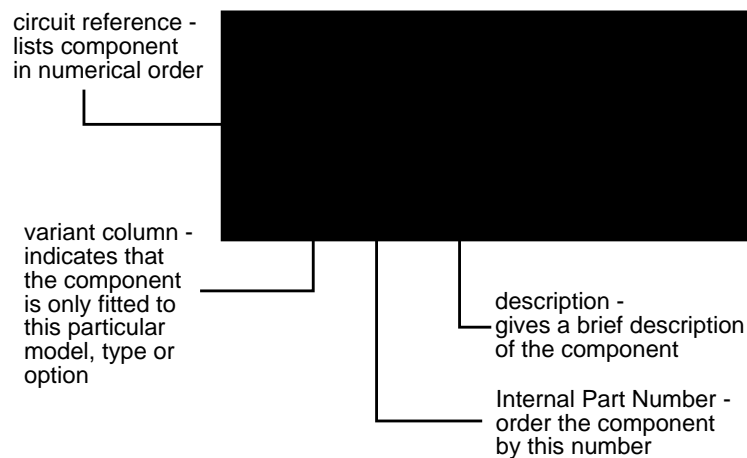 circuit reference -
lists component
in numerical order
variant column -
indicates that
the component
is only fitted to
this particular
model, type or
option
description -
gives a brief description
of the component
Internal Part Number -
order the component
by this number